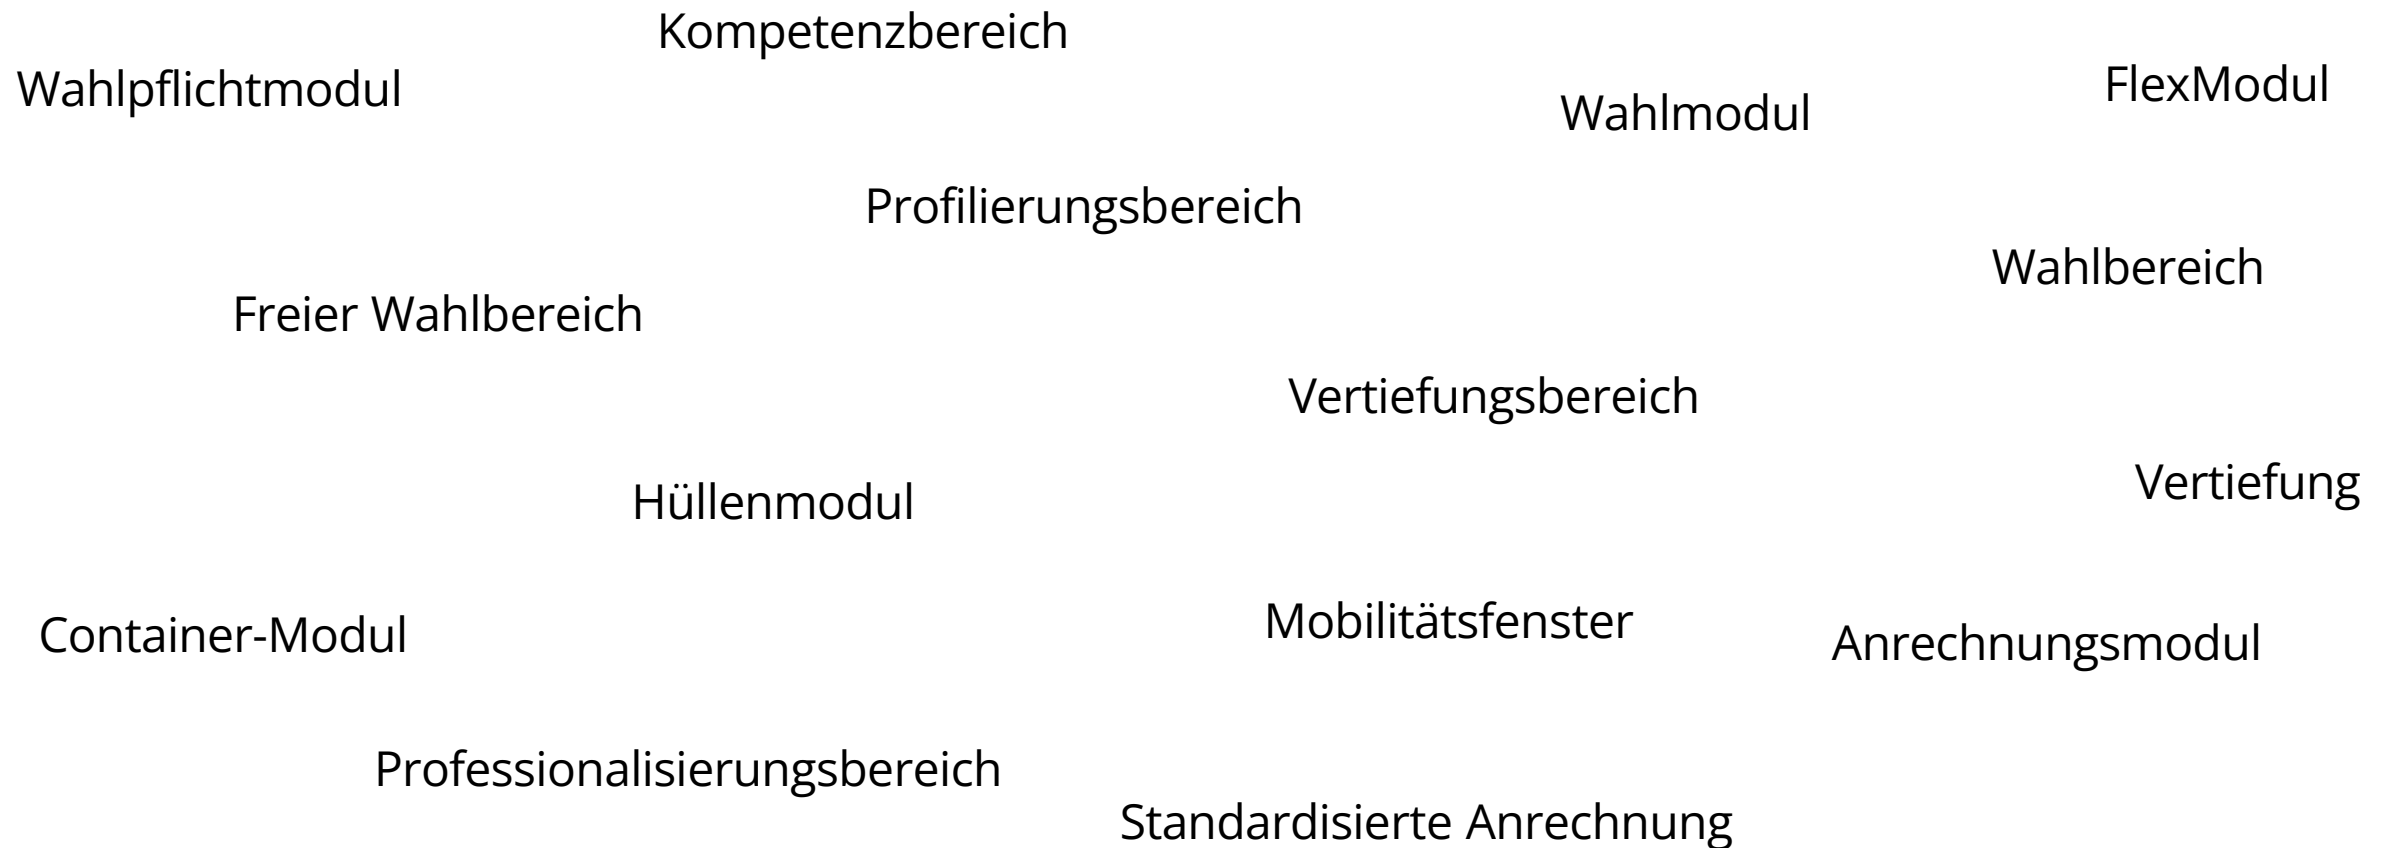 Kompetenzbereich
Wahlpflichtmodul
FlexModul
Wahlmodul
Profilierungsbereich
Wahlbereich
Freier Wahlbereich
Vertiefungsbereich
Vertiefung
Hüllenmodul
Mobilitätsfenster
Container-Modul
Anrechnungsmodul
Professionalisierungsbereich
Standardisierte Anrechnung